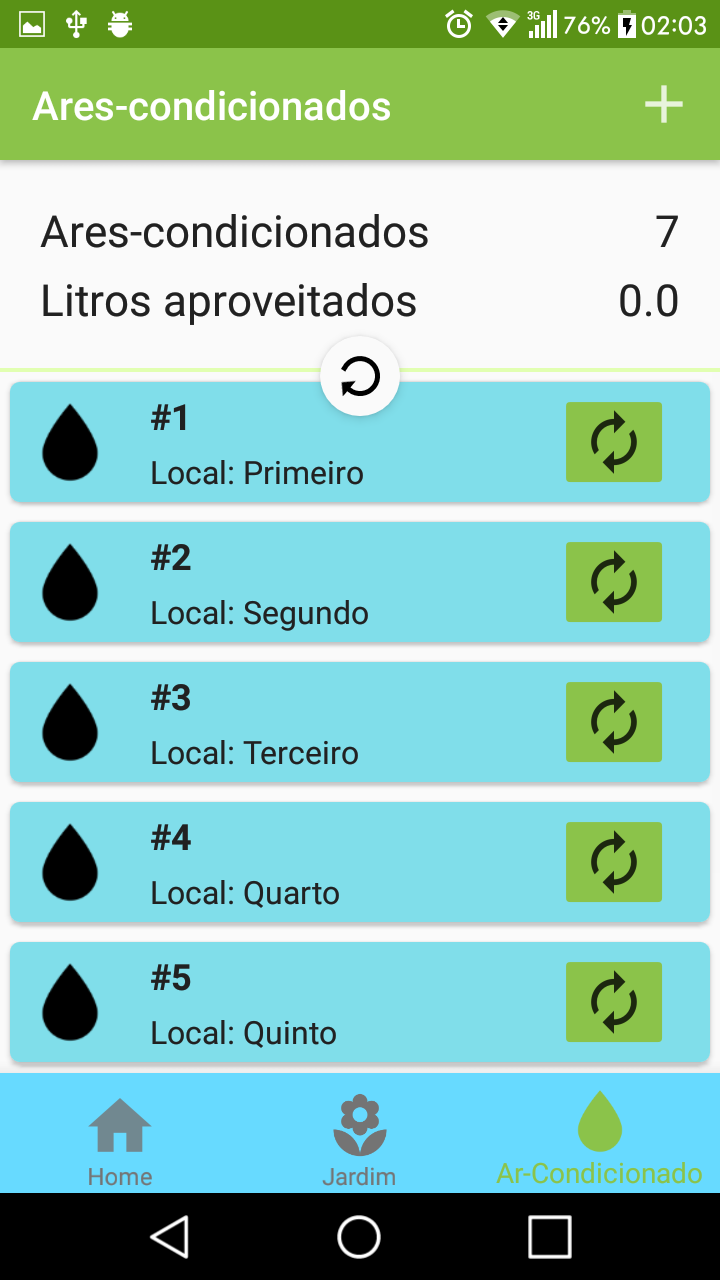 3G 76% 02:03
Ares-condicionados
Ares-condicionados 7
Litros aproveitados 0.0
#1
Local: Primeiro
#2
Local: Segundo
#3
Local: Terceiro
#4
Local: Quarto
#5
Local: Quinto
Home Jardim Ar-Condicionado